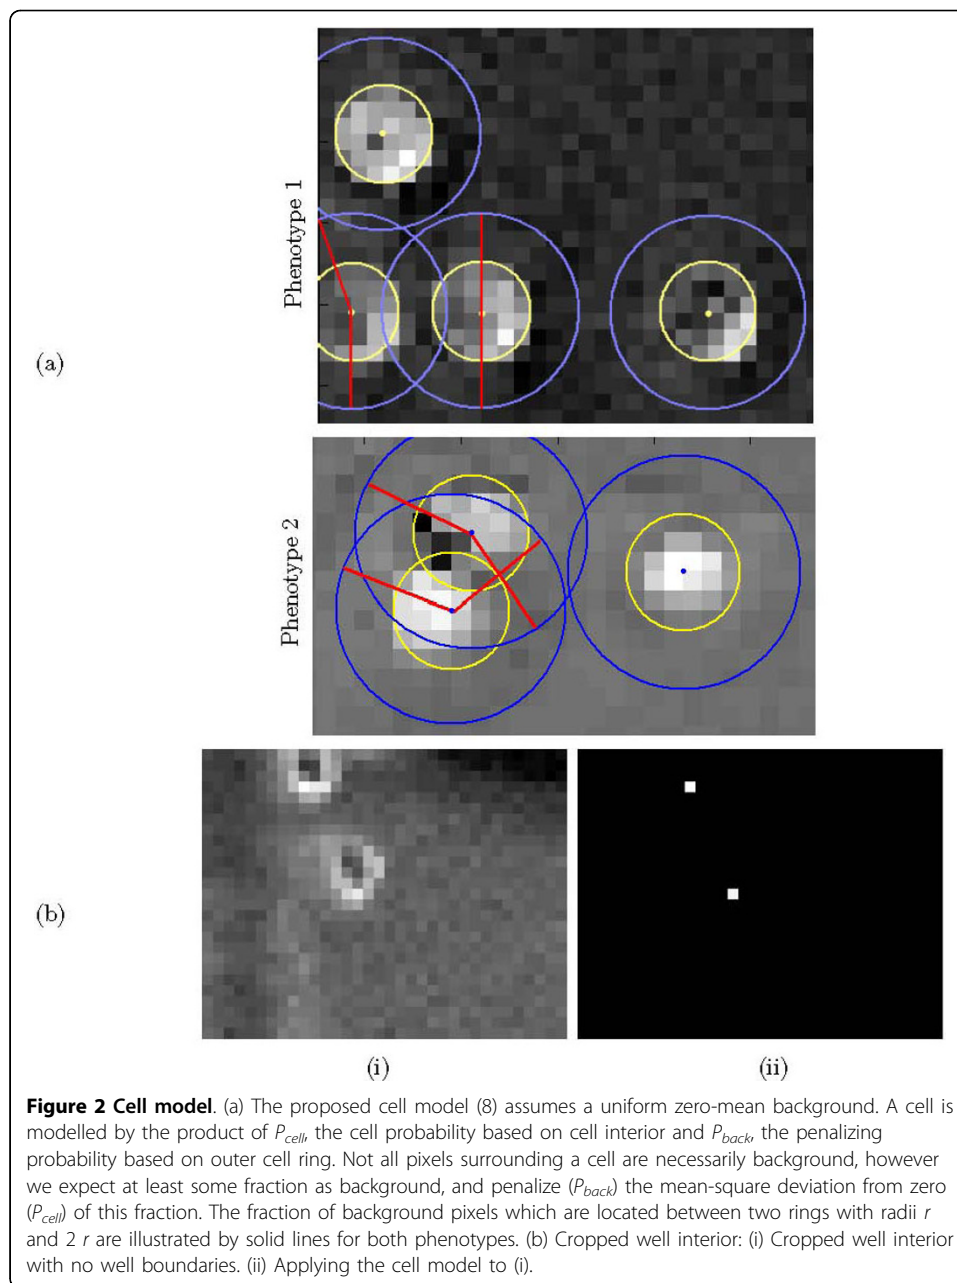 Phenotype 1
(a)
Phenotype 2
(b)
(i)
(ii)
Figure 2 Cell model. (a) The proposed cell model (8) assumes a uniform zero-mean background. A cell is
modelled by the product of Pcell, the cell probability based on cell interior and Pback, the penalizing
probability based on outer cell ring. Not all pixels surrounding a cell are necessarily background, however
we expect at least some fraction as background, and penalize (Pback) the mean-square deviation from zero
(Pcell) of this fraction. The fraction of background pixels which are located between two rings with radii r
and 2 r are illustrated by solid lines for both phenotypes. (b) Cropped well interior: (i) Cropped well interior
with no well boundaries. (ii) Applying the cell model to (i).